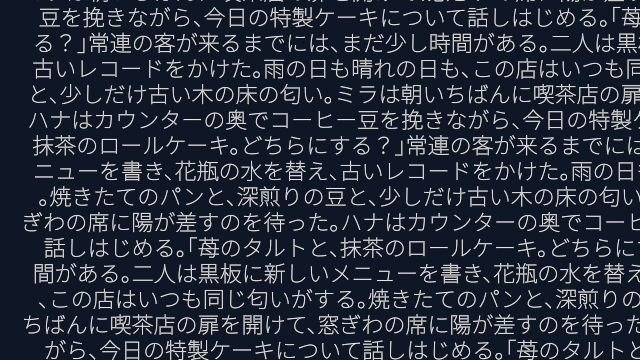 豆を挽きながら、今日の特製ケーキについて話しはじめる。「苺
る？」常連の客が来るまでには、まだ少し時間がある。二人は黒
古いレコードをかけた。雨の日も晴れの日も、この店はいつも同
と、少しだけ古い木の床の匂い。ミラは朝いちばんに喫茶店の扉
ハナはカウンターの奥でコーヒー豆を挽きながら、今日の特製ケ
抹茶のロールケーキ。どちらにする？」常連の客が来るまでには
ニューを書き、花瓶の水を替え、古いレコードをかけた。雨の日も
。焼きたてのパンと、深煎りの豆と、少しだけ古い木の床の匂い
ぎわの席に陽が差すのを待った。ハナはカウンターの奥でコーヒ
話しはじめる。「苺のタルトと、抹茶のロールケーキ。どちらに
間がある。二人は黒板に新しいメニューを書き、花瓶の水を替え
、この店はいつも同じ匂いがする。焼きたてのパンと、深煎りの
ちばんに喫茶店の扉を開けて、窓ぎわの席に陽が差すのを待った
がら、今日の特製ケーキについて話しはじめる。「苺のタルトと